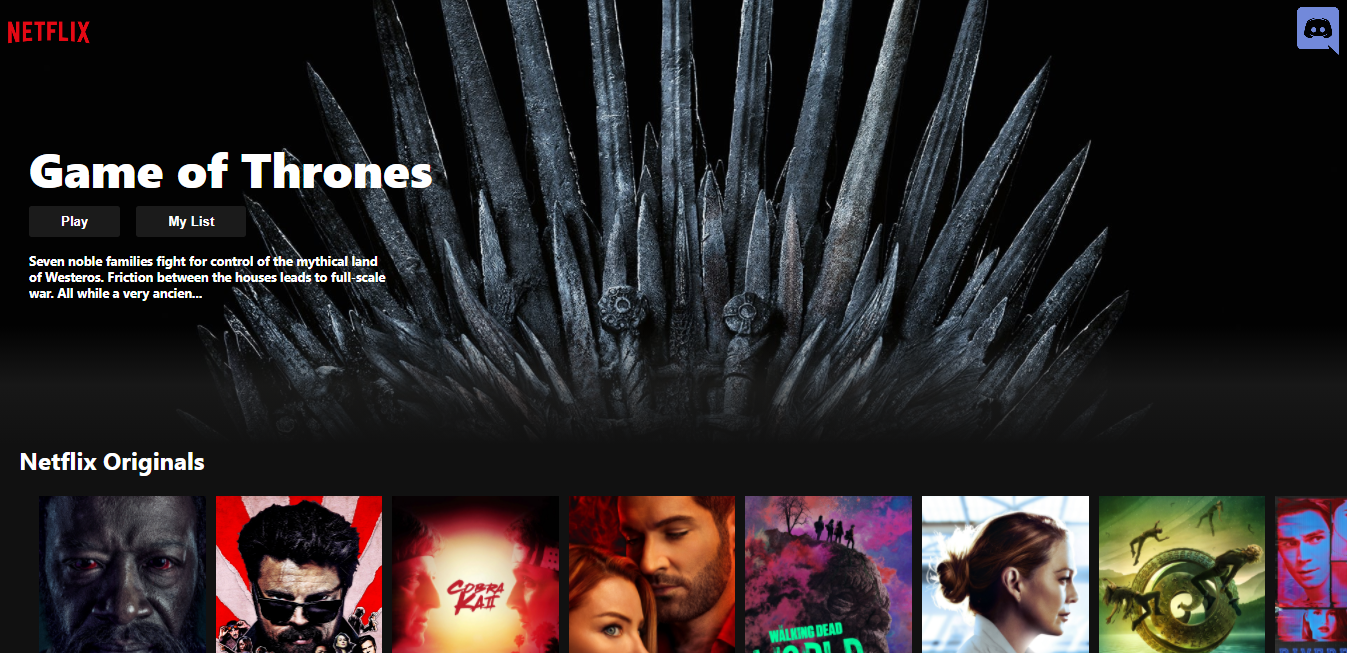 NETFLIX
Game of Thrones
Play
My List
Seven noble families fight for control of the mythical land
of Westeros. Friction between the houses leads to full-scale
war. All while a very ancien...
Netflix Originals
COBRA
KAI
THE
WALKING DEAD
WORLD